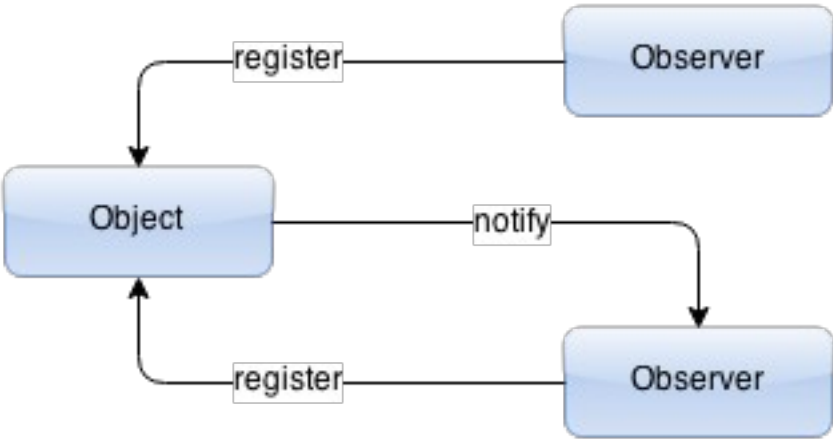 register
Observer
Object
notify
register
Observer